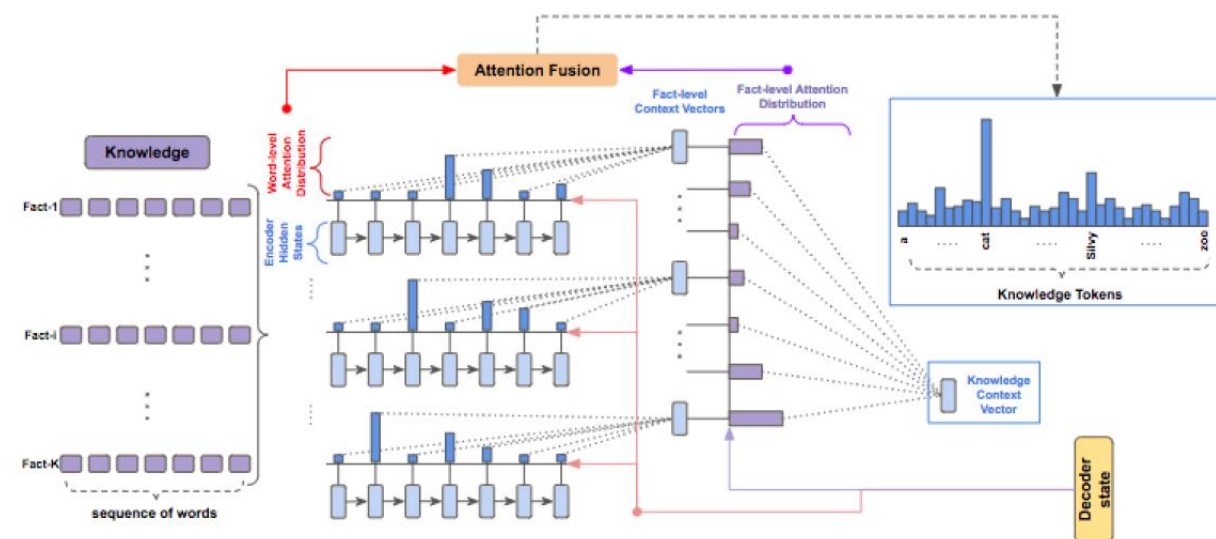 Attention Fusion
Fact-level
Context Vectors
Fact-level Attention
Distribution
Knowledge
Word-level
Attention
Distribution
Fact-1
Encoder
Hidden
States
Fact-i
Fact-K
sequence of words
a
.....
cat
.....
Silvy
.....
zoo
Knowledge Tokens
Knowledge
Context
Vector
Decoder
state